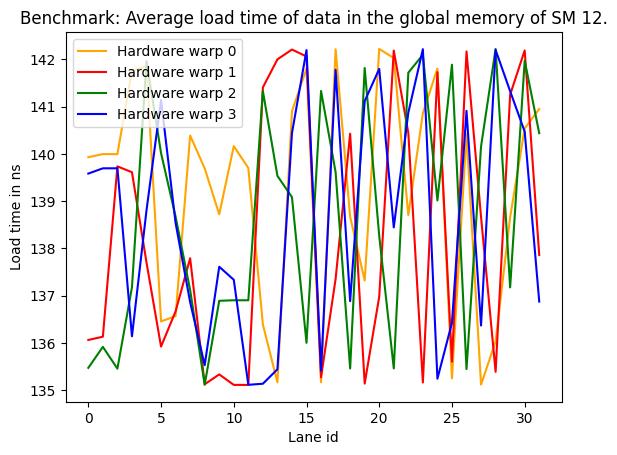 Benchmark: Average load time of data in the global memory of SM 12.
Hardware warp 0
Hardware warp 1
Hardware warp 2
Hardware warp 3
Load time in ns
142
141
140
139
138
137
136
135
0 5 10 15 20 25 30
Lane id